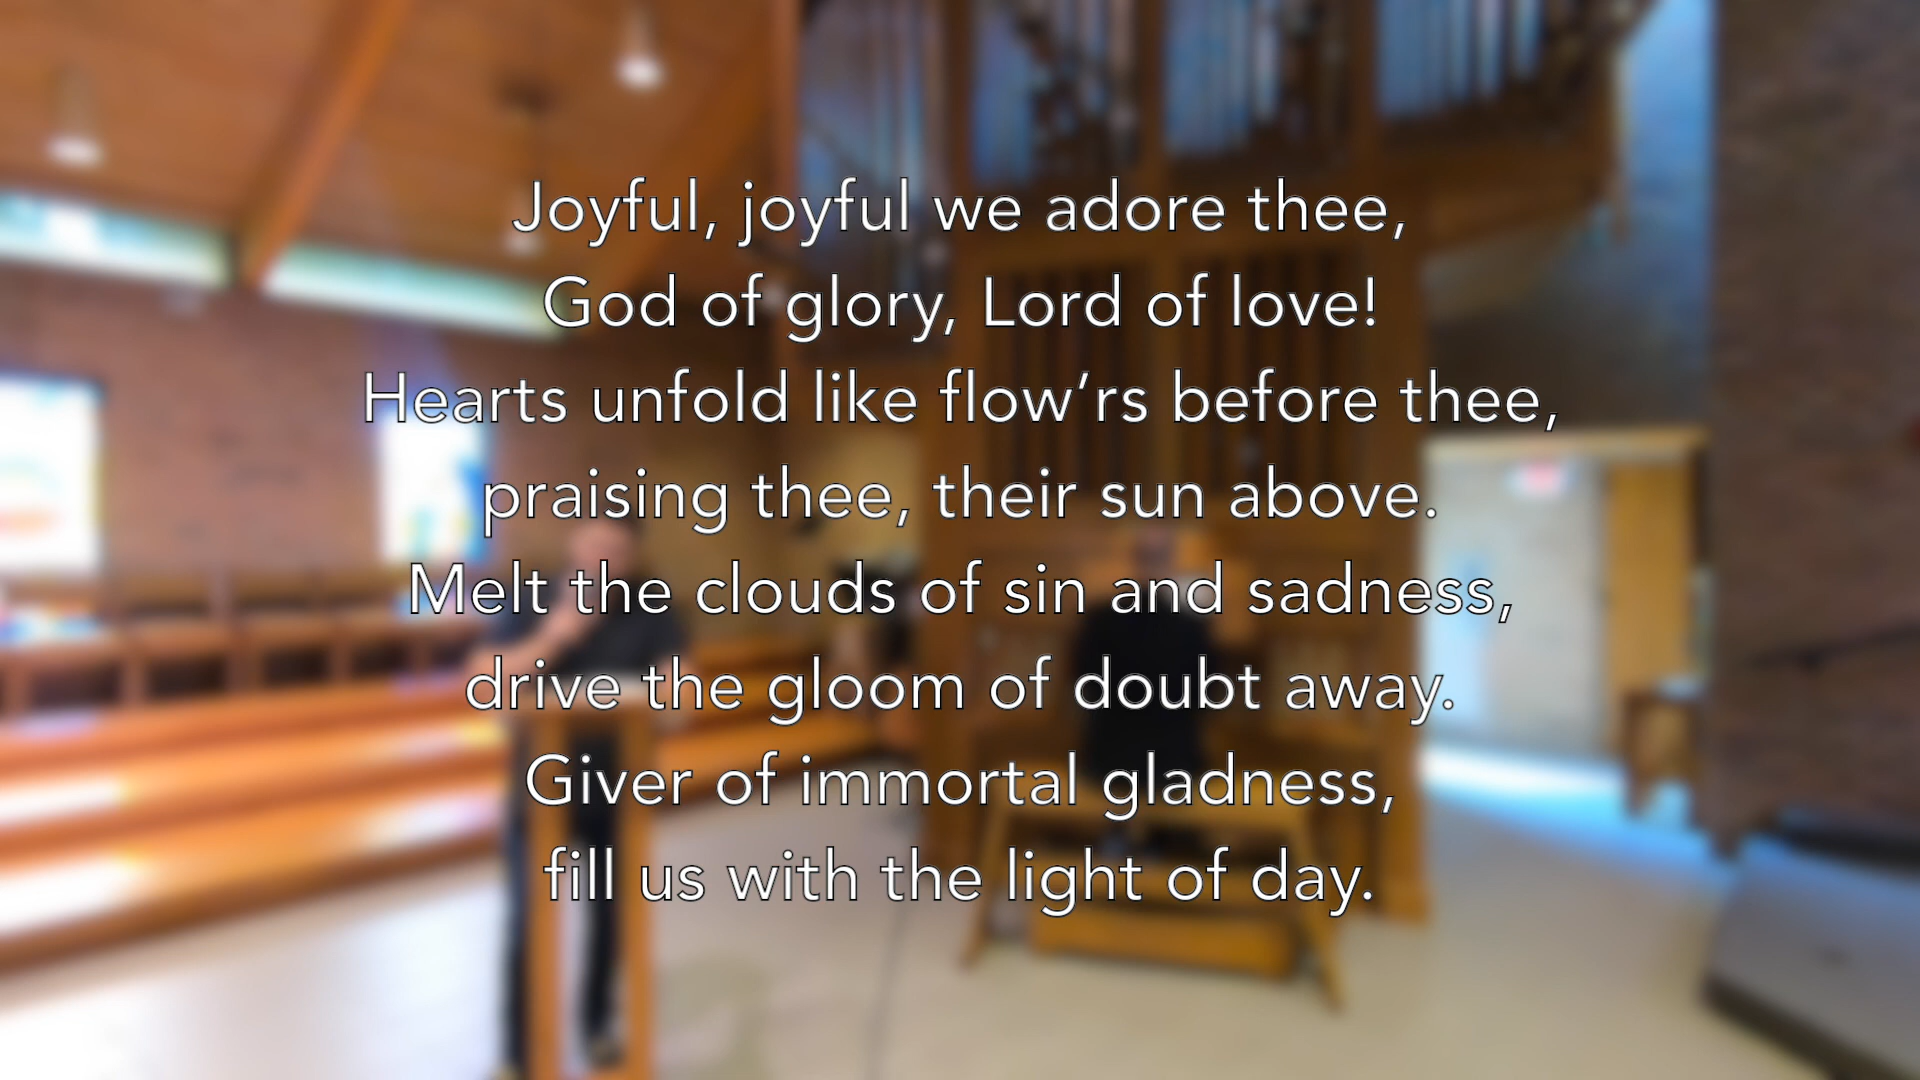 Joyful, joyful we adore thee,
God of glory, Lord of love!
Hearts unfold like flow’rs before thee,
praising thee, their sun above.
Melt the clouds of sin and sadness,
drive the gloom of doubt away.
Giver of immortal gladness,
fill us with the light of day.